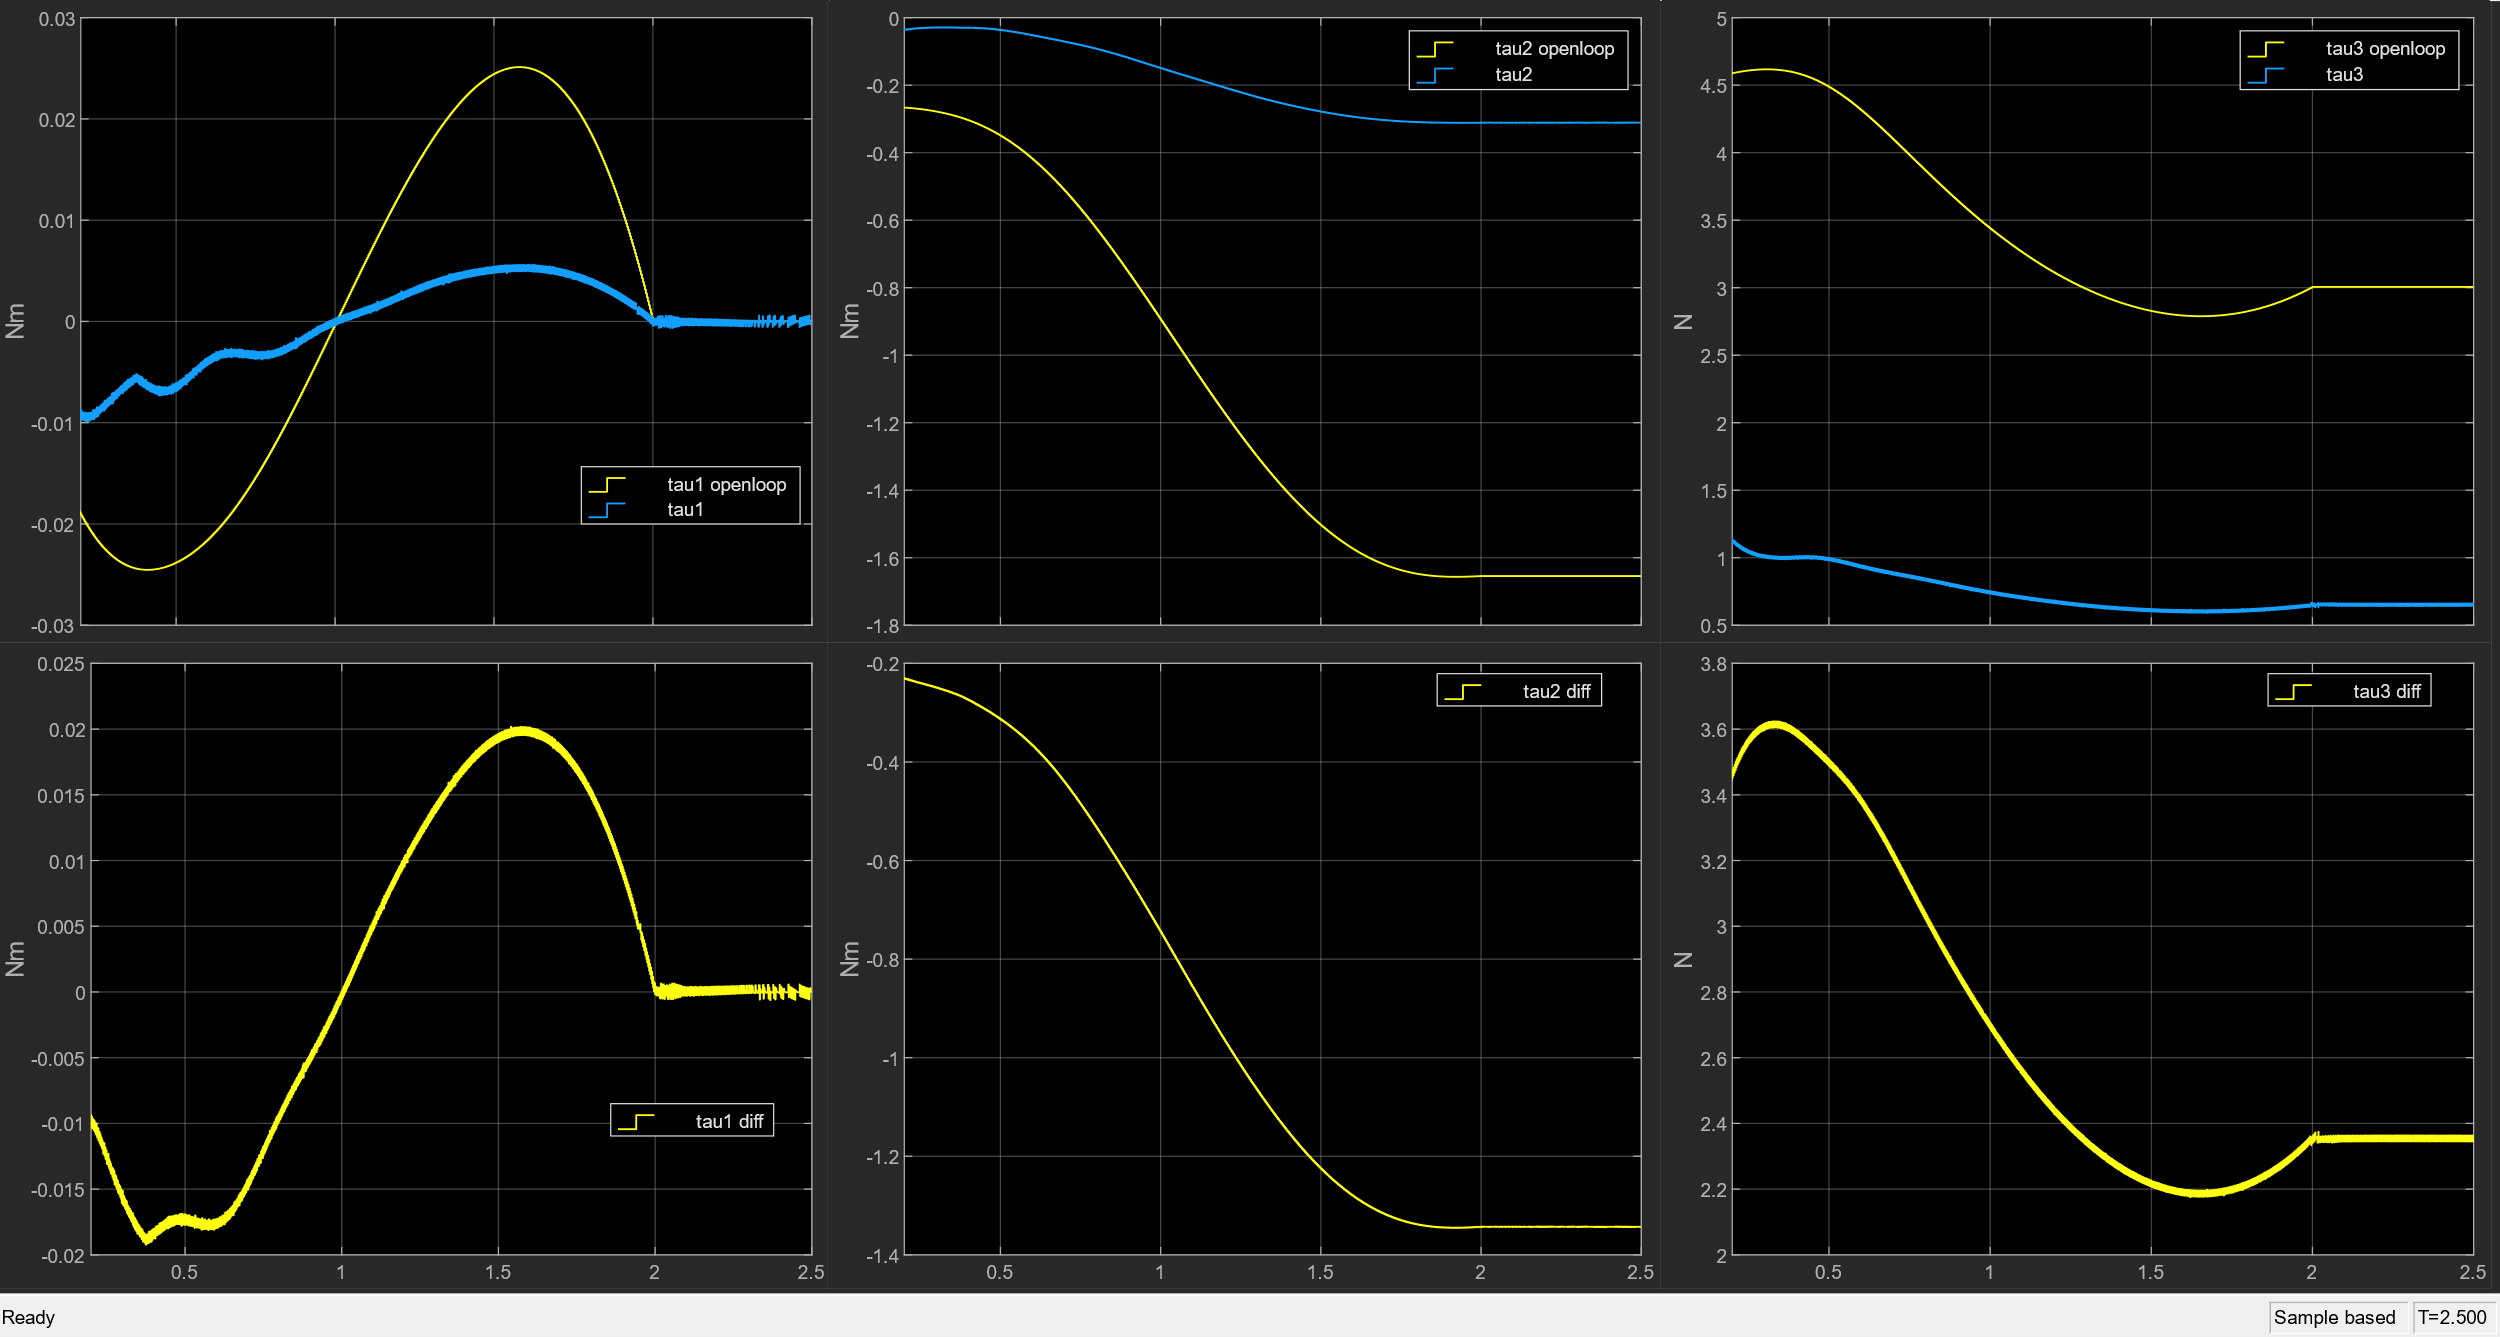 0.03
0.02
0.01
0
-0.01
-0.02
-0.03
Nm
tau1 openloop
tau1
0
-0.2
-0.4
-0.6
-0.8
-1
-1.2
-1.4
-1.6
-1.8
Nm
tau2 openloop
tau2
5
4.5
4
3.5
3
2.5
2
1.5
1
0.5
N
tau3 openloop
tau3
0.025
0.02
0.015
0.01
0.005
0
-0.005
-0.01
-0.015
-0.02
Nm
tau1 diff
0.5 1 1.5 2 2.5
-0.2
-0.4
-0.6
-0.8
-1
-1.2
-1.4
Nm
tau2 diff
0.5 1 1.5 2 2.5
3.8
3.6
3.4
3.2
3
2.8
2.6
2.4
2.2
2
N
tau3 diff
0.5 1 1.5 2 2.5
Ready
Sample based
T=2.500